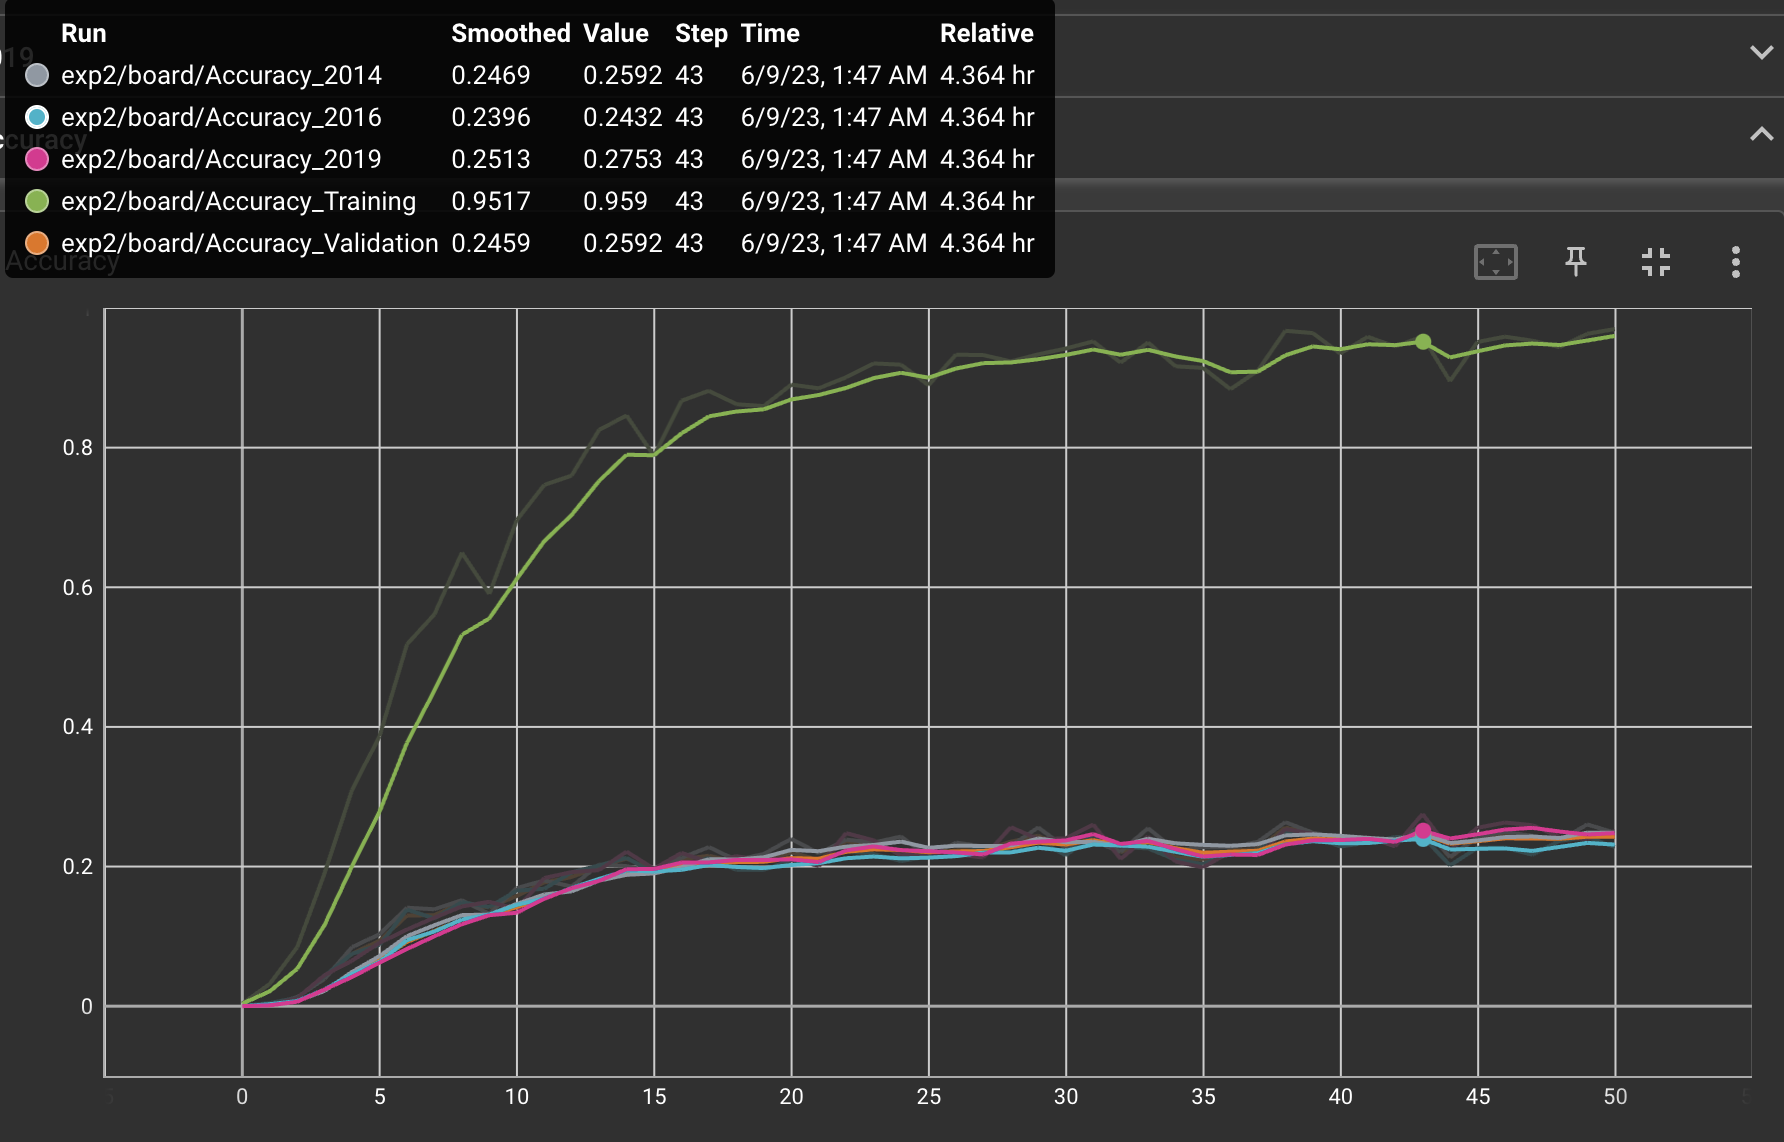 Run Smoothed Value Step Time Relative
exp2/board/Accuracy_2014 0.2469 0.2592 43 6/9/23, 1:47 AM 4.364 hr
exp2/board/Accuracy_2016 0.2396 0.2432 43 6/9/23, 1:47 AM 4.364 hr
exp2/board/Accuracy_2019 0.2513 0.2753 43 6/9/23, 1:47 AM 4.364 hr
exp2/board/Accuracy_Training 0.9517 0.959 43 6/9/23, 1:47 AM 4.364 hr
exp2/board/Accuracy_Validation 0.2459 0.2592 43 6/9/23, 1:47 AM 4.364 hr
19
ccuracy
Accuracy
0.8
0.6
0.4
0.2
0
0 5 10 15 20 25 30 35 40 45 50